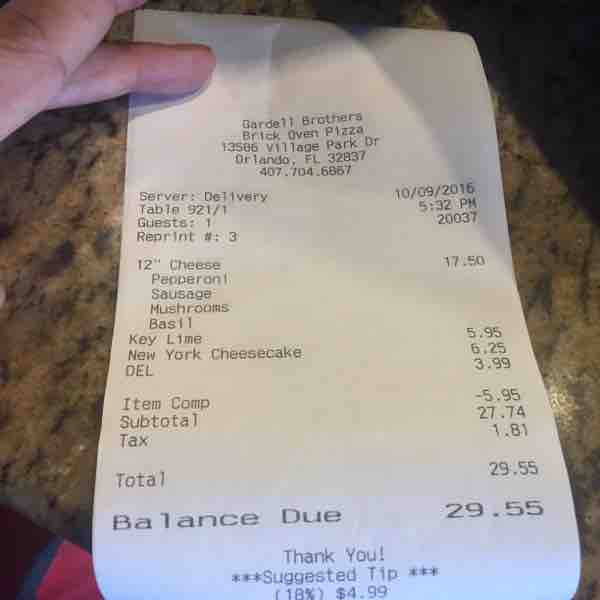 Gardell Brothers
Brick Oven Pizza
13586 Village Park Dr
Orlando, FL 32837
407.704.6867
Server: Delivery 10/09/2016
Table 921/1 5:32 PM
Guests: 1 20037
Reprint #: 3
12" Cheese 17.50
Pepperoni
Sausage
Mushrooms
Basil
Key Lime 5.95
New York Cheesecake 6.25
DEL 3.99
Item Comp -5.95
Subtotal 27.74
Tax 1.81
Total 29.55
Balance Due 29.55
Thank You!
***Suggested Tip ***
(18%) $4.99